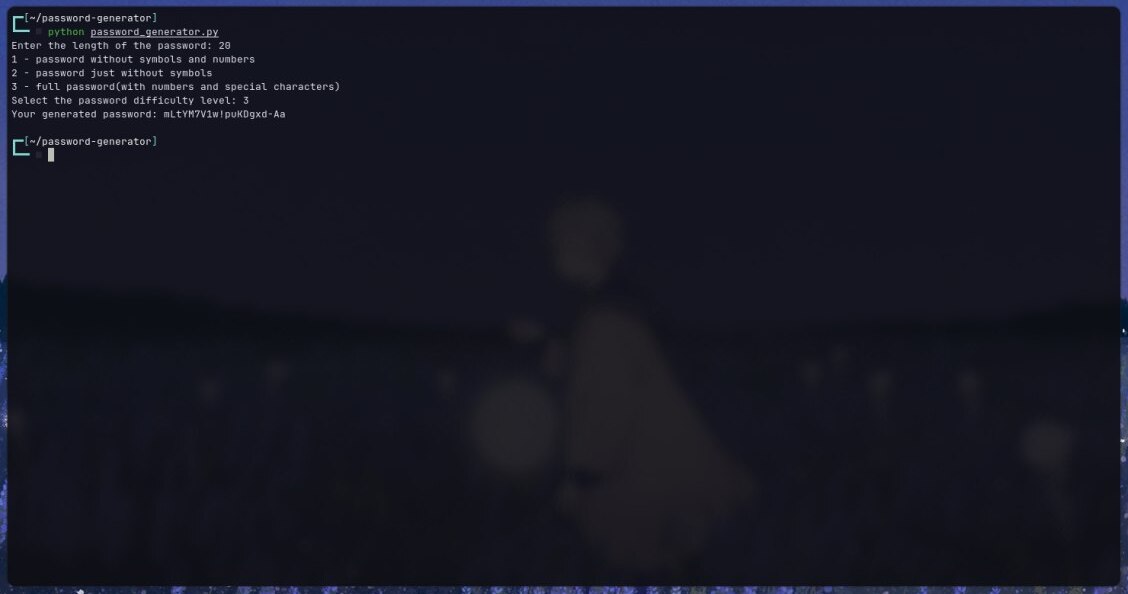 [~/password-generator]
python password_generator.py
Enter the length of the password: 20
1 - password without symbols and numbers
2 - password just without symbols
3 - full password(with numbers and special characters)
Select the password difficulty level: 3
Your generated password: mLtYM7V1w!puKDgxd-Aa
[~/password-generator]